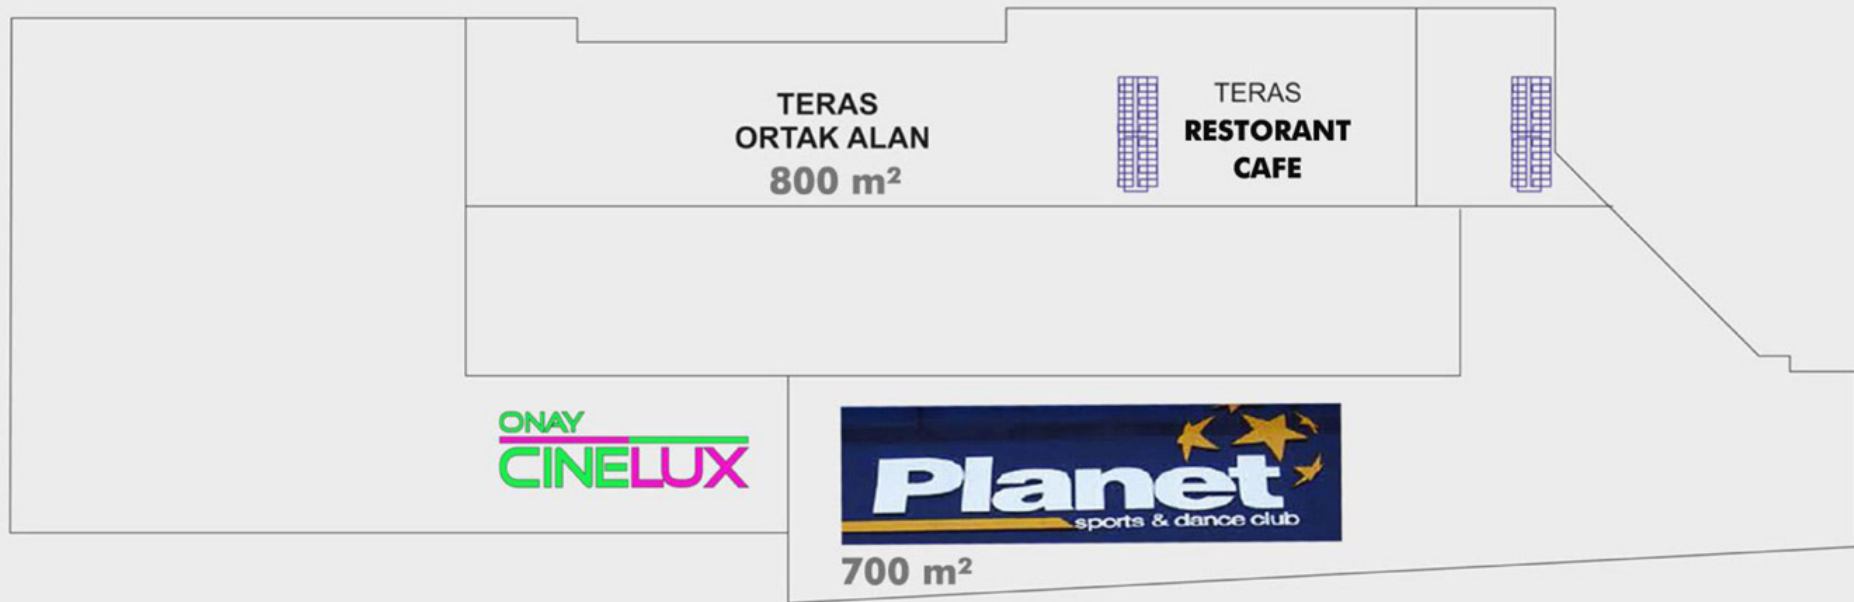 TERAS
ORTAK ALAN
800 m²
TERAS
RESTORANT
CAFE
ONAY
CINELUX
Planet
sports & dance club
700 m²